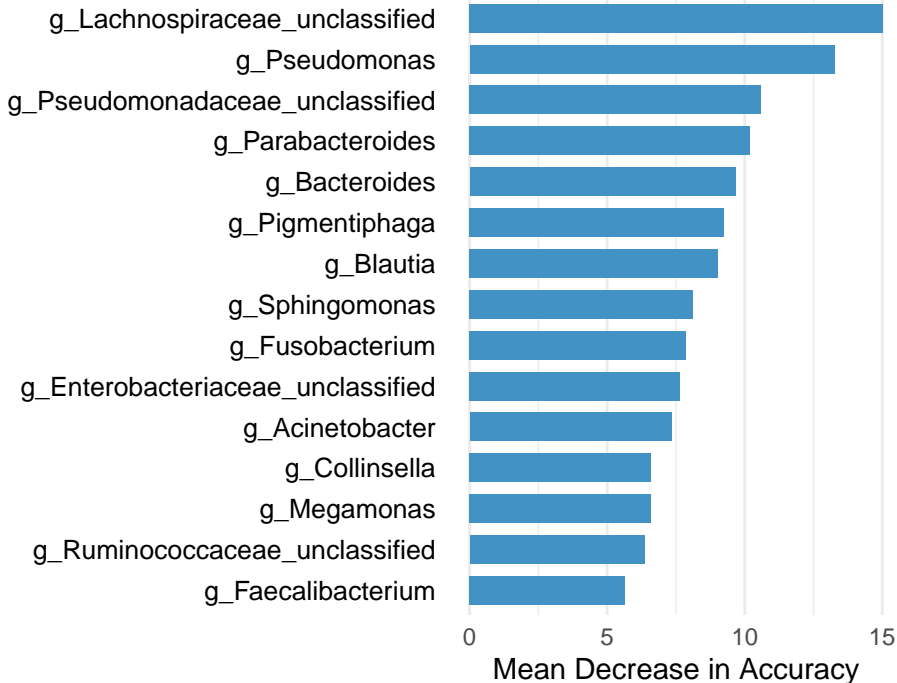 g_Lachnospiraceae_unclassified
g_Pseudomonas
g_Pseudomonadaceae_unclassified
g_Parabacteroides
g_Bacteroides
g_Pigmentiphaga
g_Blautia
g_Sphingomonas
g_Fusobacterium
g_Enterobacteriaceae_unclassified
g_Acinetobacter
g_Collinsella
g_Megamonas
g_Ruminococcaceae_unclassified
g_Faecalibacterium
0 5 10 15
Mean Decrease in Accuracy